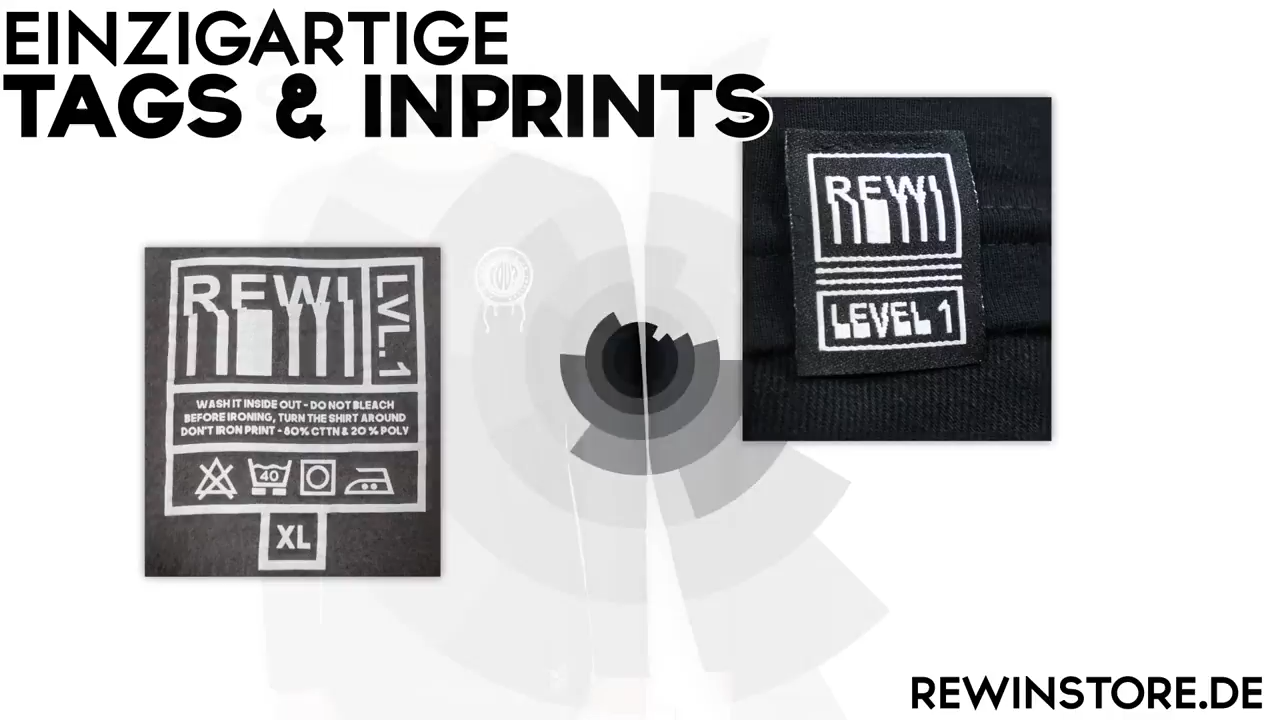 EINZIGARTIGE
TAGS & INPRINTS
REWI
LEVEL 1
REWI
LVL.1
WASH IT INSIDE OUT - DO NOT BLEACH
BEFORE IRONING, TURN THE SHIRT AROUND
DON'T IRON PRINT - 80% CTTN & 20 % POLY
40
XL
REWINSTORE.DE